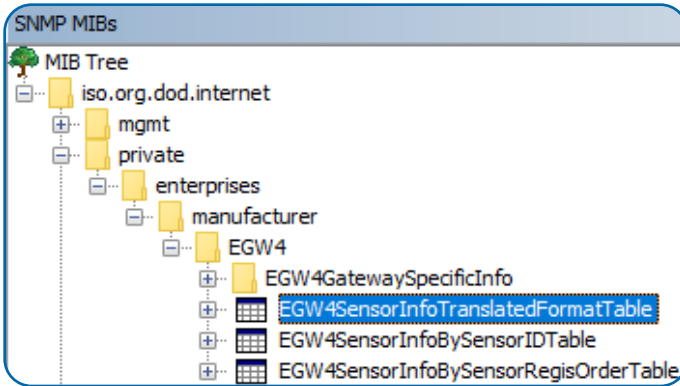 SNMP MIBs
MIB Tree
iso.org.dod.internet
mgmt
private
enterprises
manufacturer
EGW4
EGW4GatewaySpecificInfo
EGW4SensorInfoTranslatedFormatTable
EGW4SensorInfoBySensorIDTable
EGW4SensorInfoBySensorRegisOrderTable